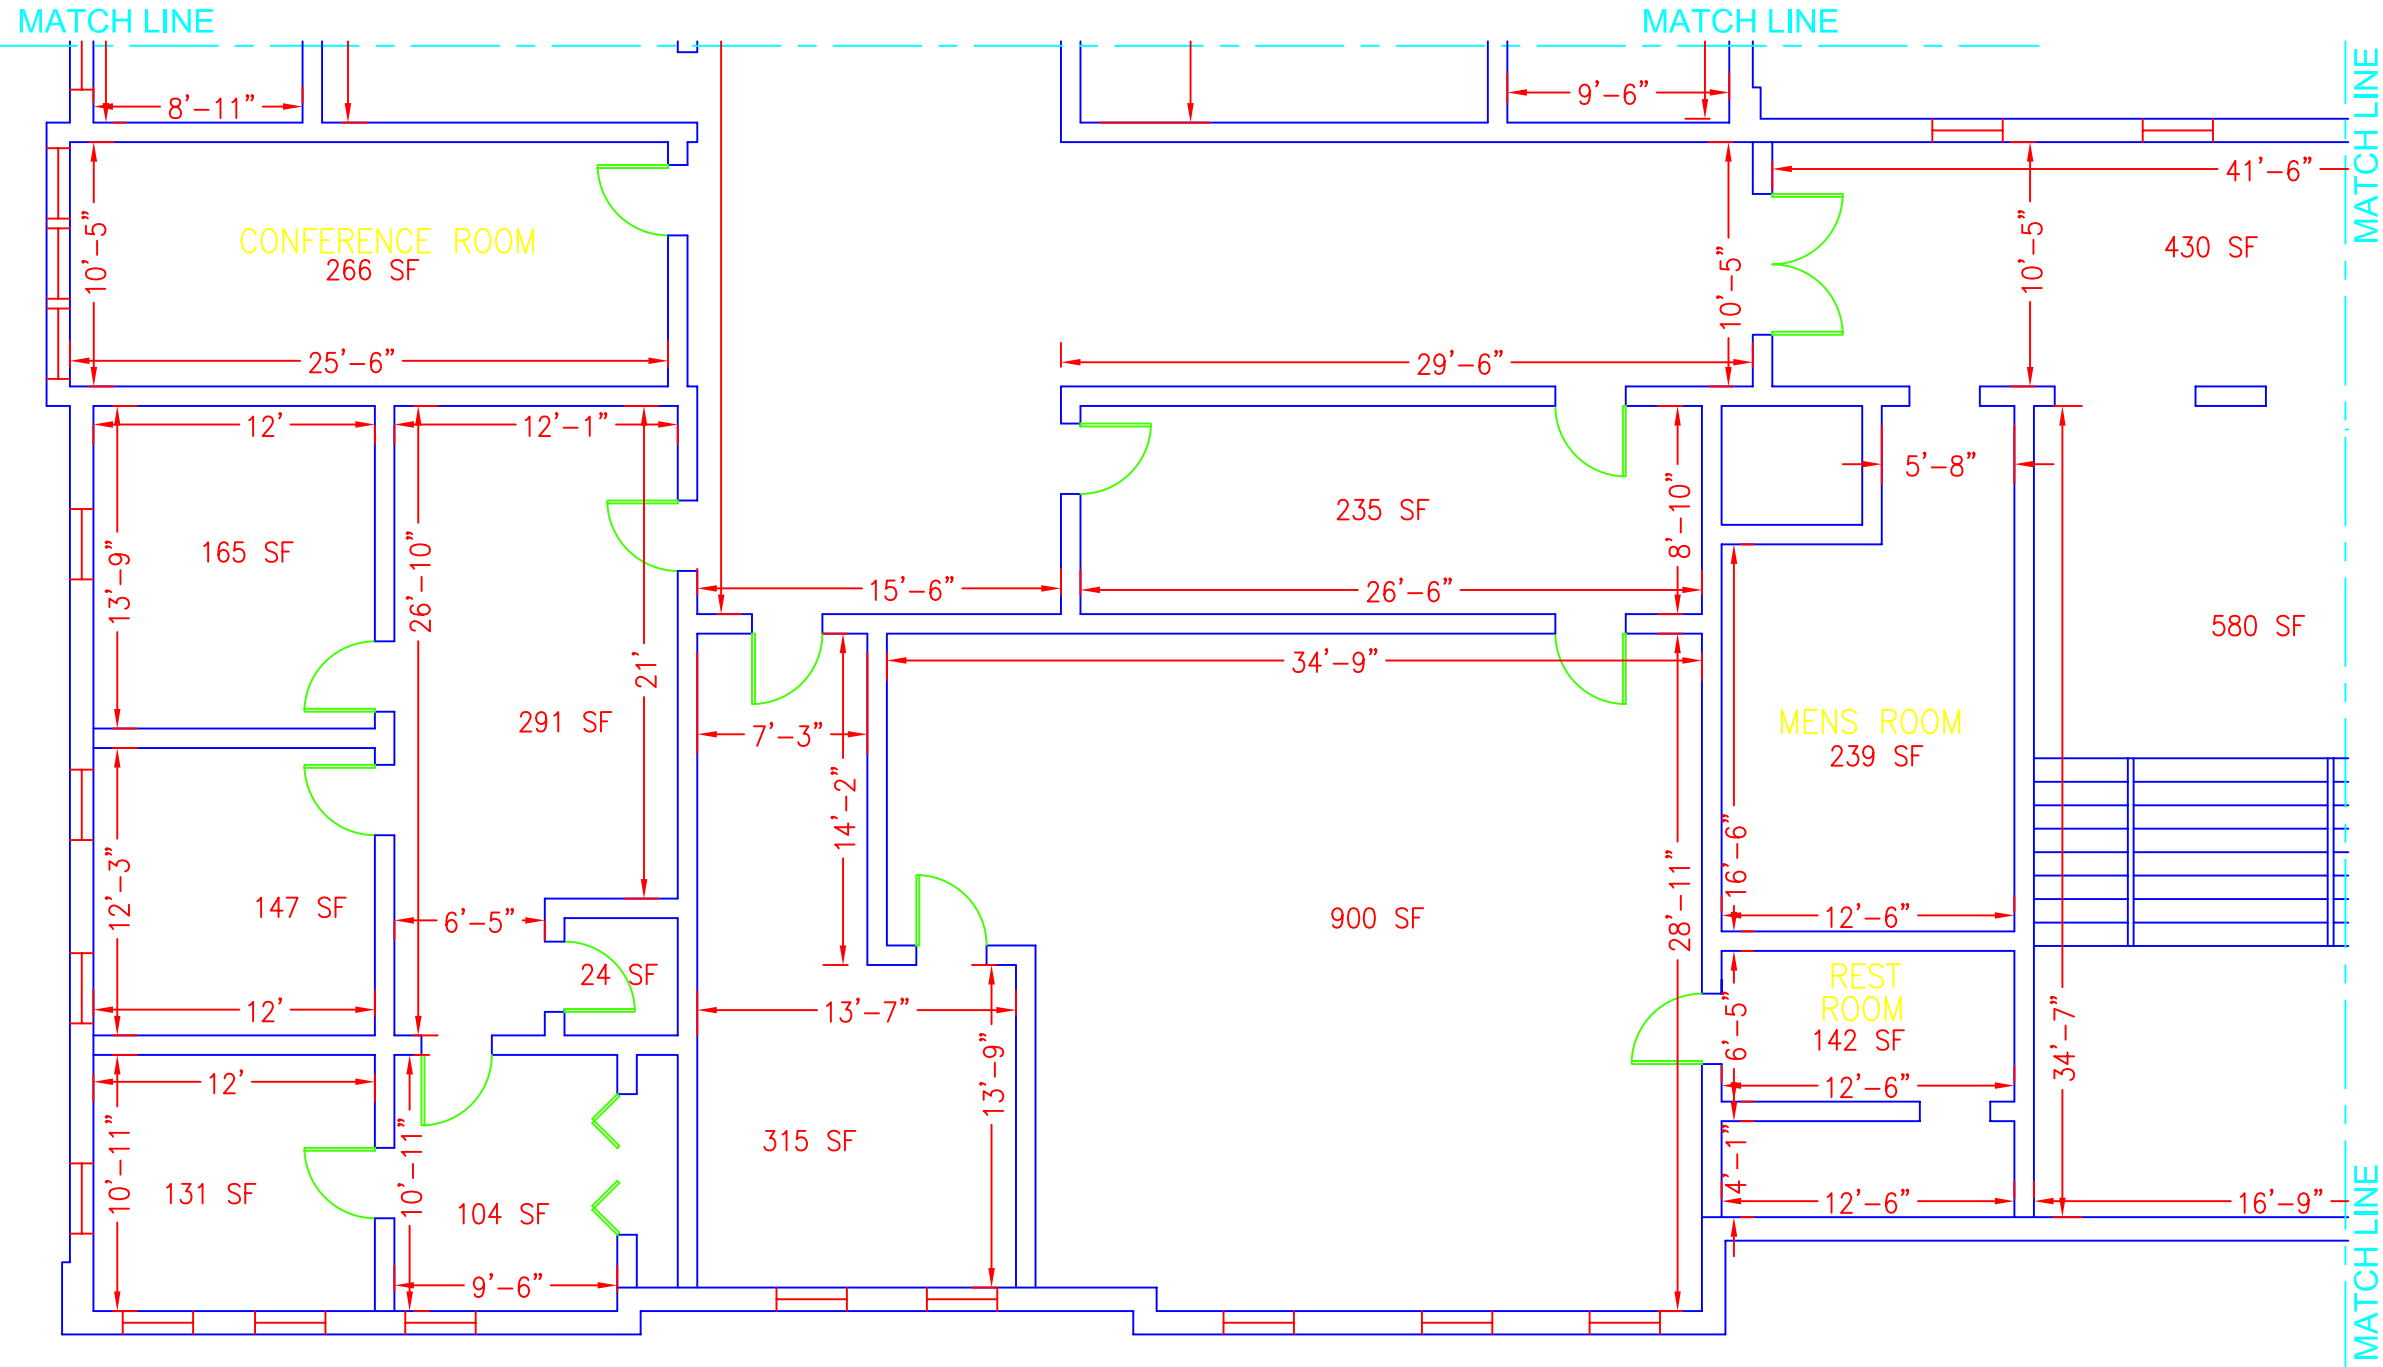 MATCH LINE
MATCH LINE
8'-11"
9'-6"
MATCH LINE
41'-6"
10'-5"
CONFERENCE ROOM
266 SF
10'-5"
10'-5"
430 SF
25'-6"
29'-6"
12'
12'-1"
5'-8"
165 SF
13'-9"
26'-10"
235 SF
8'-10"
15'-6"
26'-6"
580 SF
21'
34'-9"
291 SF
7'-3"
MENS ROOM
239 SF
14'-2"
16'-6"
12'-3"
147 SF
6'-5"
900 SF
28'-11"
12'-6"
24 SF
REST
ROOM
142 SF
12'
13'-7"
6'-5"
34'-7"
12'
13'-9"
12'-6"
10'-11"
10'-11"
315 SF
4'-1"
131 SF
104 SF
12'-6"
16'-9"
9'-6"
MATCH LINE